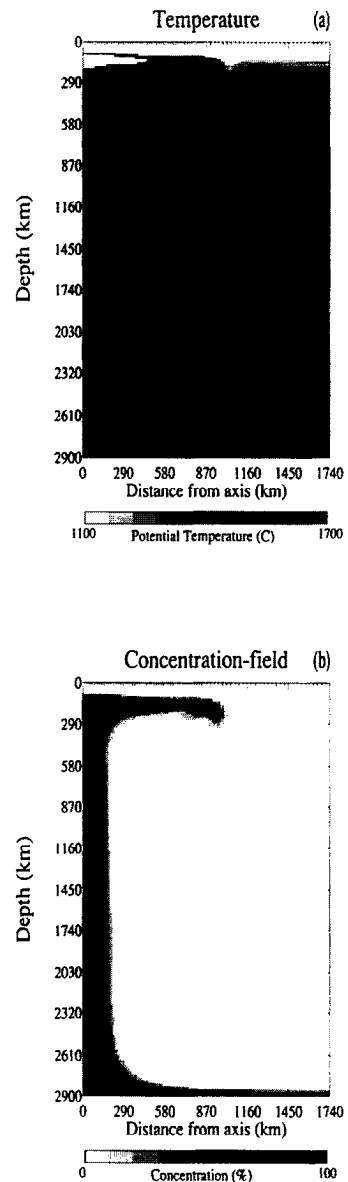 Temperature (a)
0
290
580
870
1160
1450
1740
2030
2320
2610
2900
Depth (km)
0 290 580 870 1160 1450 1740
Distance from axis (km)
1100 1700
Potential Temperature (C)
Concentration-field (b)
0
290
580
870
1160
1450
1740
2030
2320
2610
2900
Depth (km)
0 290 580 870 1160 1450 1740
Distance from axis (km)
0 Concentration (%) 100